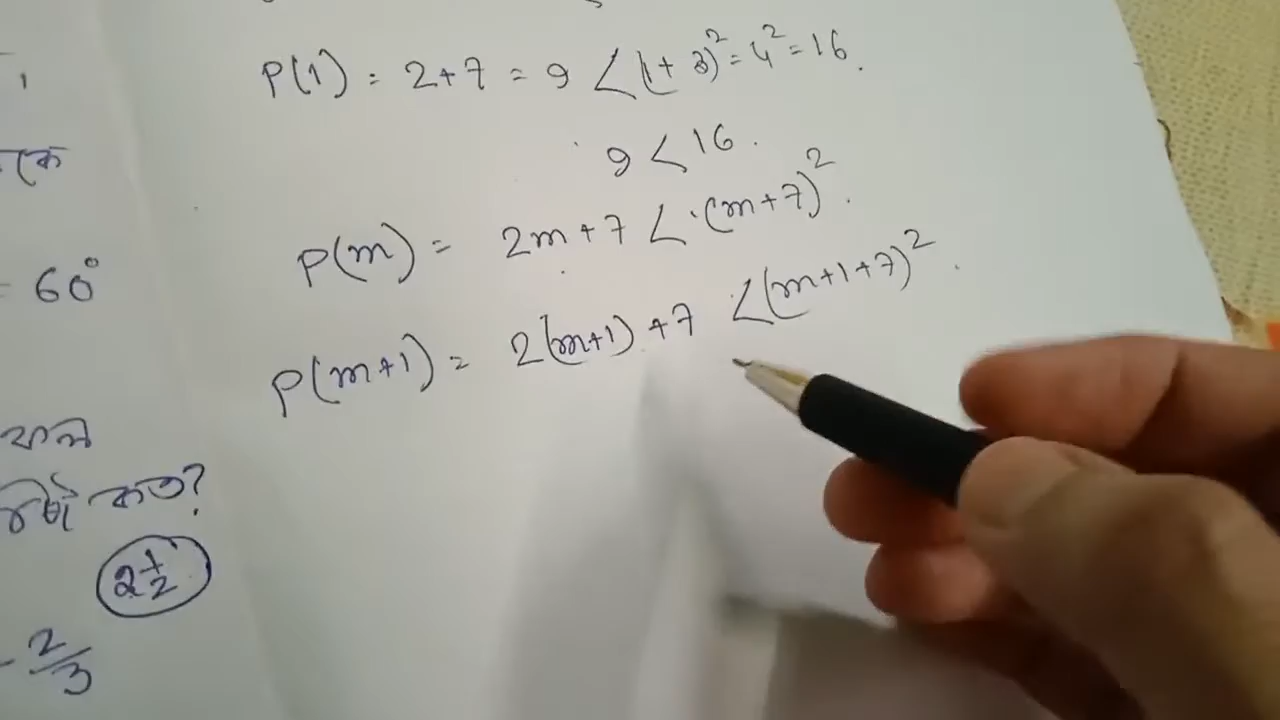 P(1) = 2+7 = 9 < (1+3)² = 4² = 16.
9 < 16.
P(m) = 2m+7 < (m+7)².
P(m+1) = 2(m+1)+7 < (m+1+7)².
= 60°
কত?
2½
- 2/3